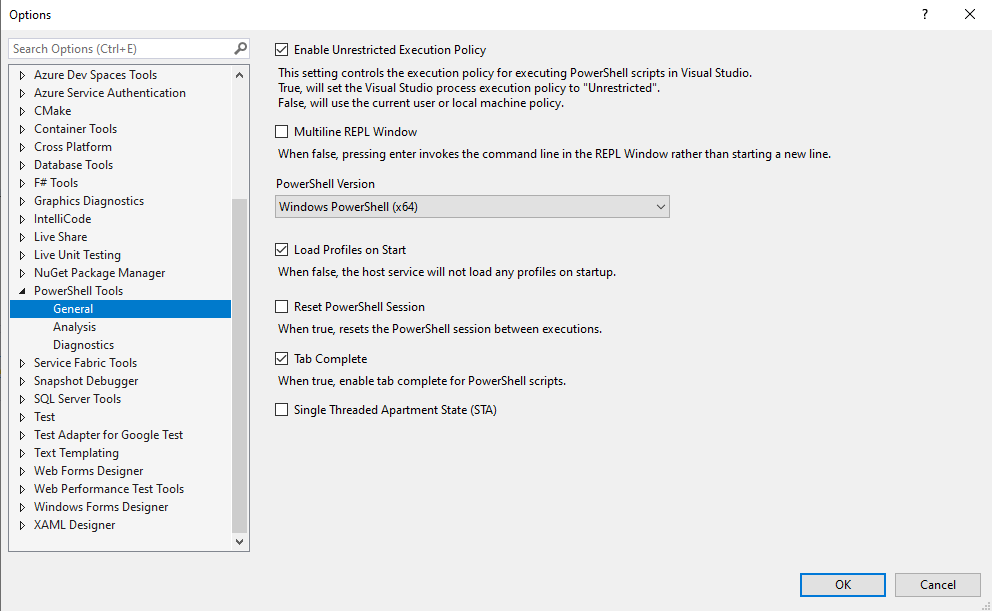 Options
?
Search Options (Ctrl+E)
Azure Dev Spaces Tools
Azure Service Authentication
CMake
Container Tools
Cross Platform
Database Tools
F# Tools
Graphics Diagnostics
IntelliCode
Live Share
Live Unit Testing
NuGet Package Manager
PowerShell Tools
General
Analysis
Diagnostics
Service Fabric Tools
Snapshot Debugger
SQL Server Tools
Test
Test Adapter for Google Test
Text Templating
Web Forms Designer
Web Performance Test Tools
Windows Forms Designer
XAML Designer
Enable Unrestricted Execution Policy
This setting controls the execution policy for executing PowerShell scripts in Visual Studio.
True, will set the Visual Studio process execution policy to "Unrestricted".
False, will use the current user or local machine policy.
Multiline REPL Window
When false, pressing enter invokes the command line in the REPL Window rather than starting a new line.
PowerShell Version
Windows PowerShell (x64)
Load Profiles on Start
When false, the host service will not load any profiles on startup.
Reset PowerShell Session
When true, resets the PowerShell session between executions.
Tab Complete
When true, enable tab complete for PowerShell scripts.
Single Threaded Apartment State (STA)
OK
Cancel